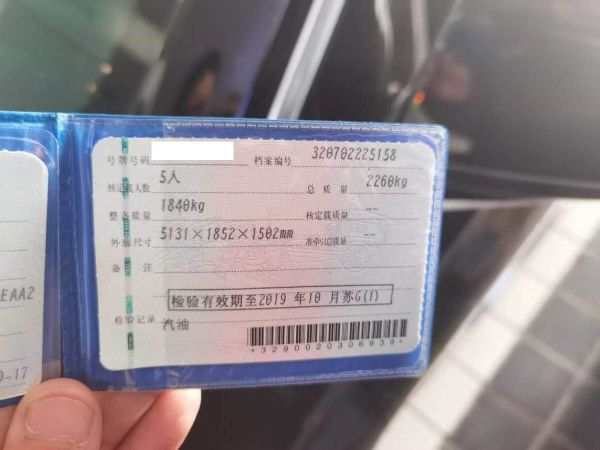 号牌号码
档案编号 320702225158
核定载人数 5人
总质量 2260kg
整备质量 1840kg
核定载质量 --
外廓尺寸 5131×1852×1502mm
准牵引总质量 --
备注
检验有效期至2019 年 10 月苏G(1)
检验记录 汽油
*3290020306939*
EAA2
9-17